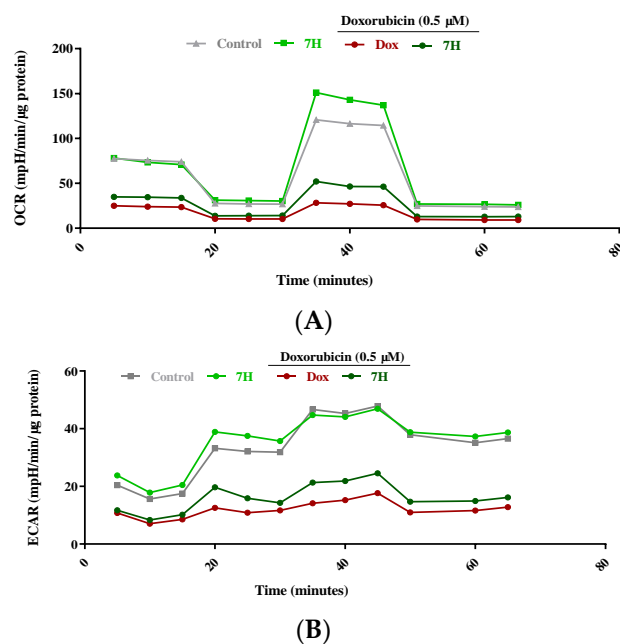 (A)
Doxorubicin (0.5 µM)
Control 7H Dox 7H
OCR (mpH/min/µg protein)
200
150
100
50
0
0 20 40 60 80
Time (minutes)
(A)
Doxorubicin (0.5 µM)
Control 7H Dox 7H
ECAR (mpH/min/µg protein)
60
40
20
0
0 20 40 60 80
Time (minutes)
(B)